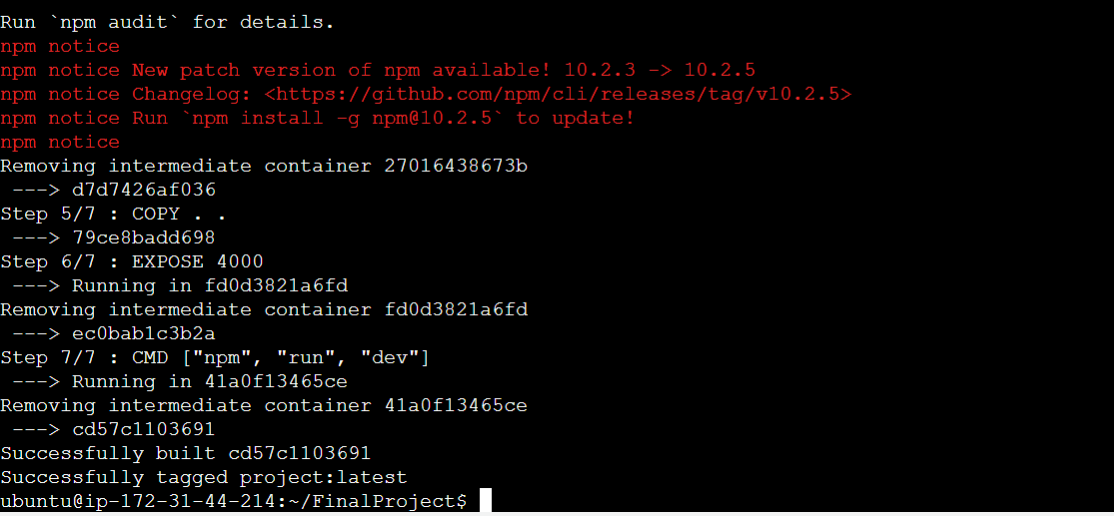 Run `npm audit` for details.
npm notice
npm notice New patch version of npm available! 10.2.3 -> 10.2.5
npm notice Changelog: <https://github.com/npm/cli/releases/tag/v10.2.5>
npm notice Run `npm install -g npm@10.2.5` to update!
npm notice
Removing intermediate container 27016438673b
 ---> d7d7426af036
Step 5/7 : COPY . .
 ---> 79ce8badd698
Step 6/7 : EXPOSE 4000
 ---> Running in fd0d3821a6fd
Removing intermediate container fd0d3821a6fd
 ---> ec0bab1c3b2a
Step 7/7 : CMD ["npm", "run", "dev"]
 ---> Running in 41a0f13465ce
Removing intermediate container 41a0f13465ce
 ---> cd57c1103691
Successfully built cd57c1103691
Successfully tagged project:latest
ubuntu@ip-172-31-44-214:~/FinalProject$